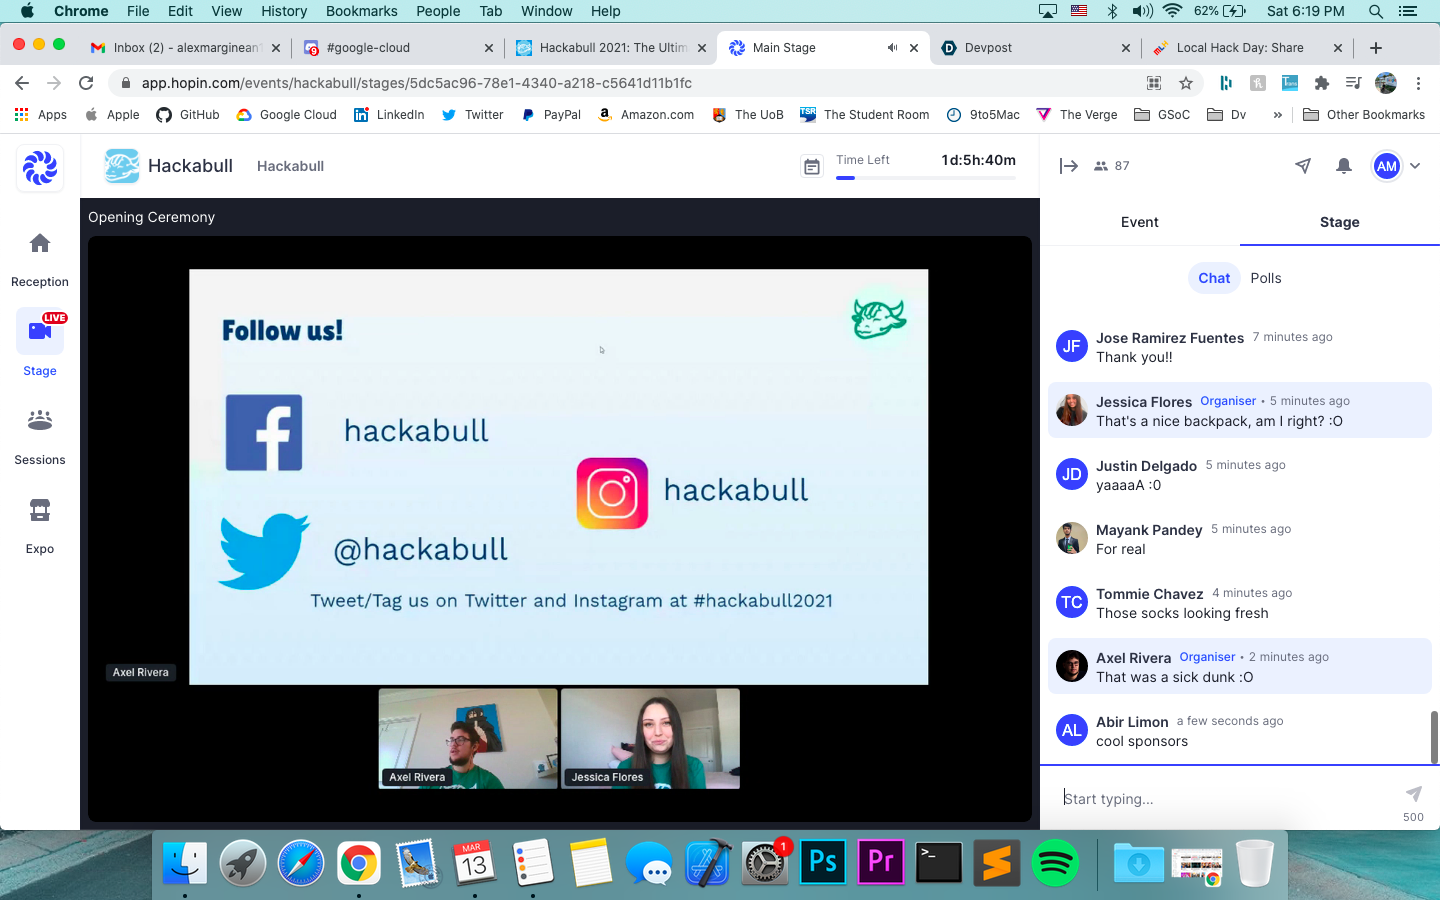 Chrome File Edit View History Bookmarks People Tab Window Help 62% Sat 6:19 PM
Inbox (2) - alexmarginean #google-cloud Hackabull 2021: The Ultim Main Stage Devpost Local Hack Day: Share
app.hopin.com/events/hackabull/stages/5dc5ac96-78e1-4340-a218-c5641d11b1fc
Apps Apple GitHub Google Cloud LinkedIn Twitter PayPal Amazon.com The UoB The Student Room 9to5Mac The Verge GSoC Dv » Other Bookmarks
Hackabull Hackabull Time Left 1d:5h:40m 87 AM
Opening Ceremony
Reception
LIVE
Stage
Sessions
Expo
Follow us!
hackabull
hackabull
@hackabull
Tweet/Tag us on Twitter and Instagram at #hackabull2021
Axel Rivera
Axel Rivera
Jessica Flores
Event Stage
Chat Polls
JF
Jose Ramirez Fuentes 7 minutes ago
Thank you!!
Jessica Flores Organiser • 5 minutes ago
That's a nice backpack, am I right? :O
JD
Justin Delgado 5 minutes ago
yaaaaA :0
Mayank Pandey 5 minutes ago
For real
TC
Tommie Chavez 4 minutes ago
Those socks looking fresh
Axel Rivera Organiser • 2 minutes ago
That was a sick dunk :O
AL
Abir Limon a few seconds ago
cool sponsors
Start typing...
500
MAR
13
1
Ps
Pr
>_